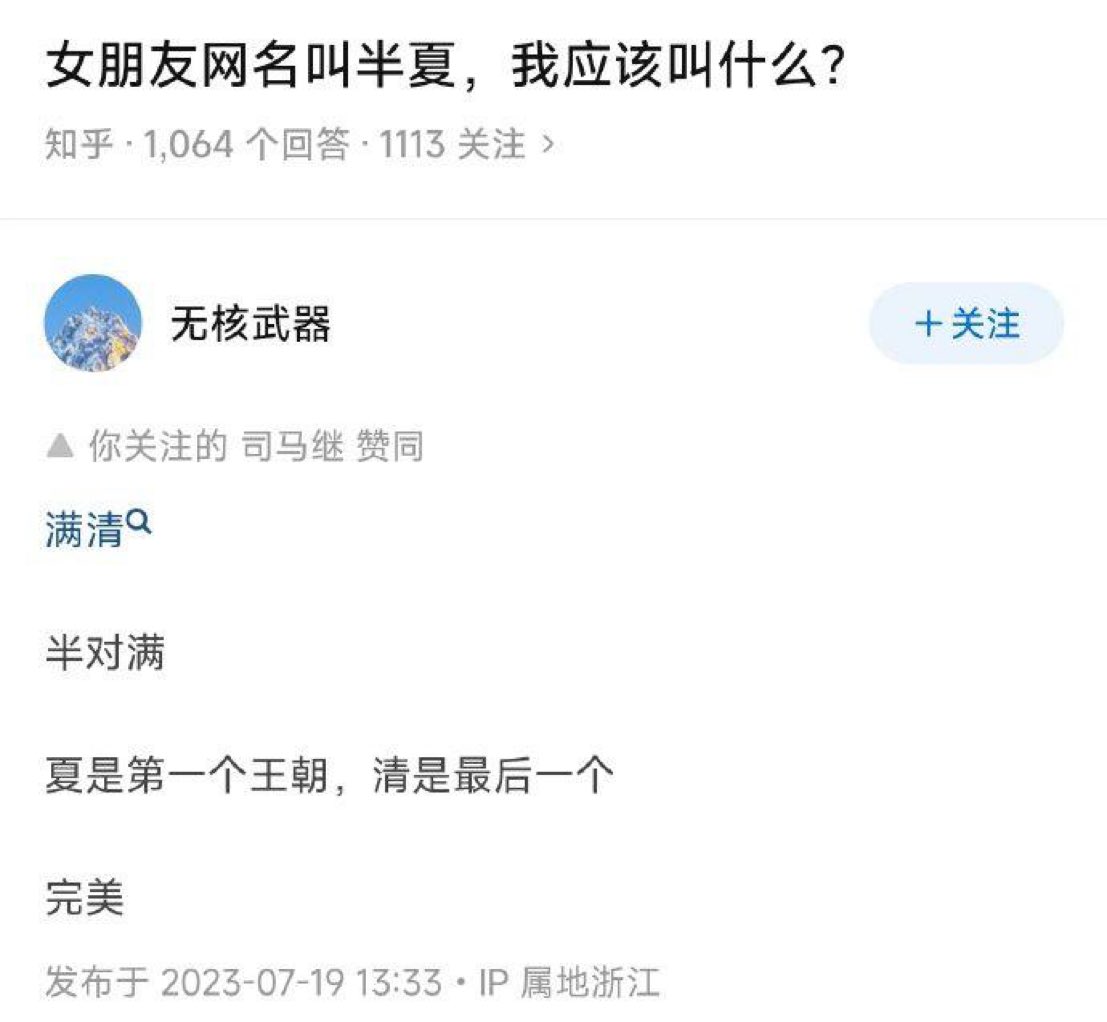 女朋友网名叫半夏，我应该叫什么？
知乎 · 1,064 个回答 · 1113 关注 >
无核武器
+关注
▲ 你关注的 司马继 赞同
满清
半对满
夏是第一个王朝，清是最后一个
完美
发布于 2023-07-19 13:33 · IP 属地浙江